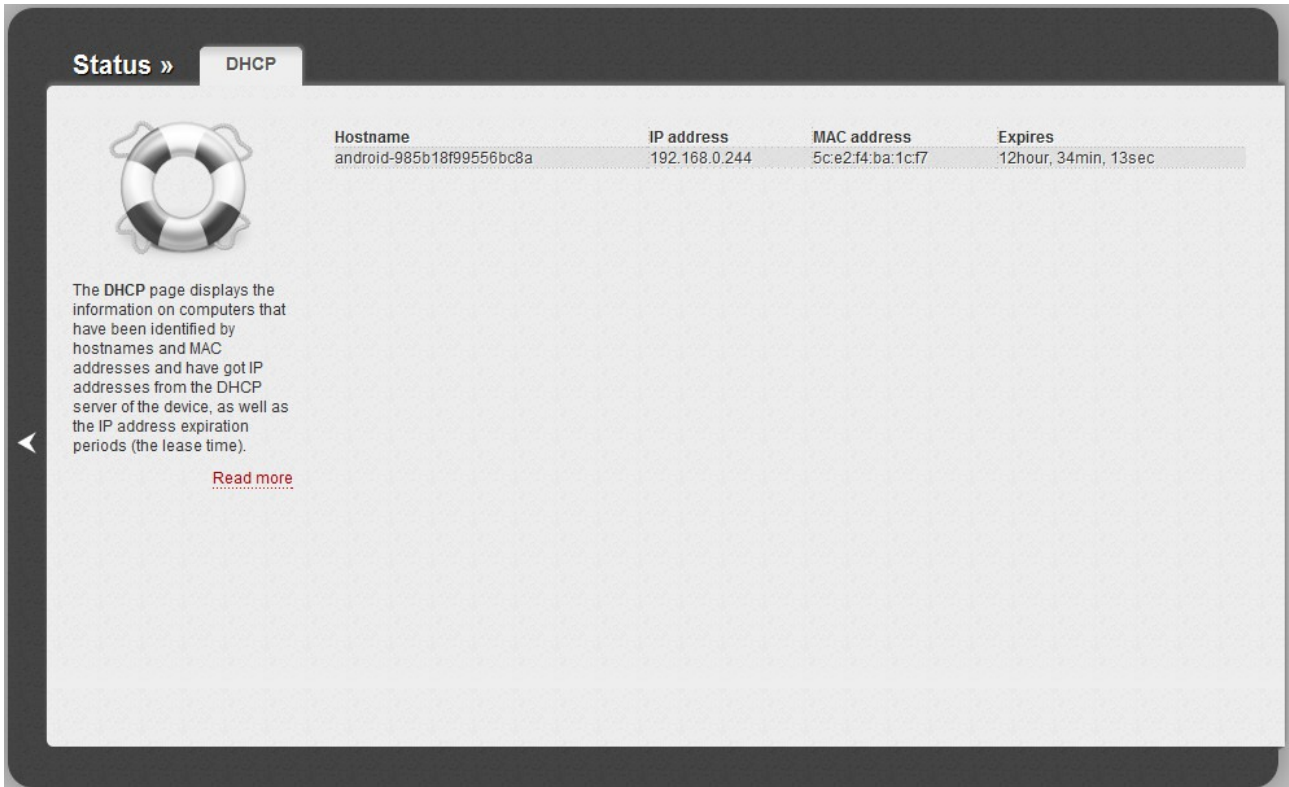 Status »
DHCP
Hostname IP address MAC address Expires
android-985b18f99556bc8a 192.168.0.244 5c:e2:f4:ba:1c:f7 12hour, 34min, 13sec
The DHCP page displays the
information on computers that
have been identified by
hostnames and MAC
addresses and have got IP
addresses from the DHCP
server of the device, as well as
the IP address expiration
periods (the lease time).
Read more